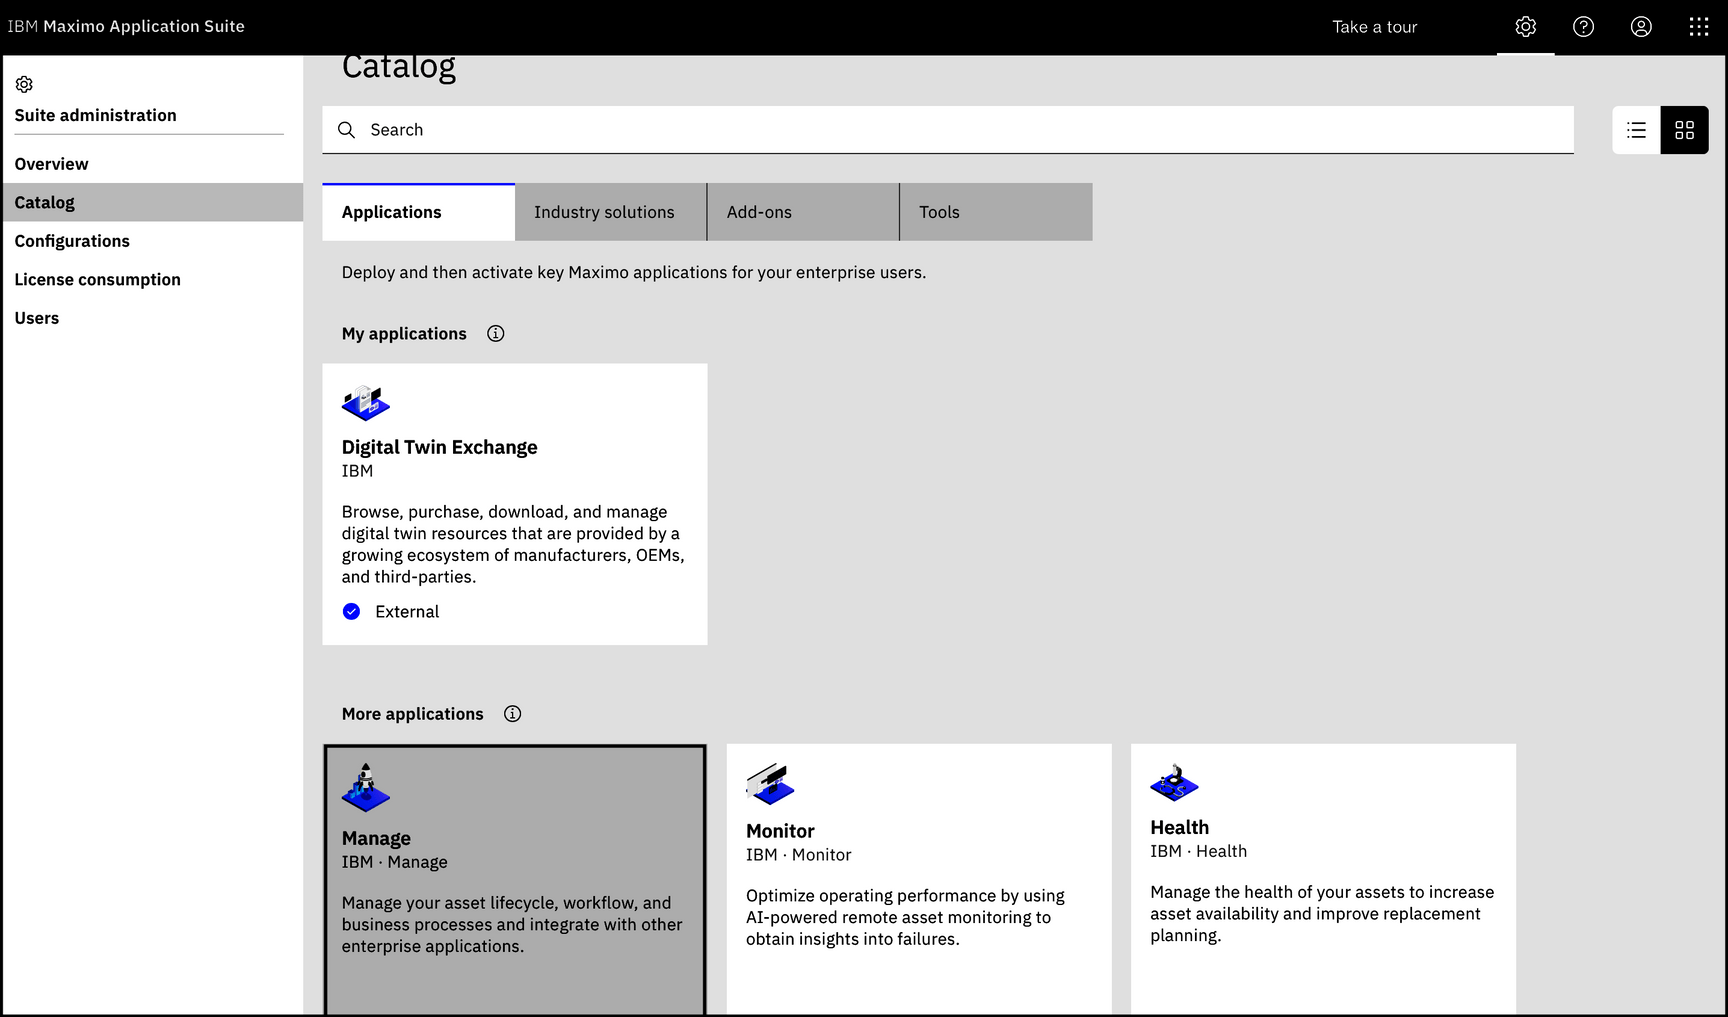 IBM Maximo Application Suite
Take a tour
Suite administration
Overview
Catalog
Configurations
License consumption
Users
Catalog
Search
Applications
Industry solutions
Add-ons
Tools
Deploy and then activate key Maximo applications for your enterprise users.
My applications
Digital Twin Exchange
IBM
Browse, purchase, download, and manage
digital twin resources that are provided by a
growing ecosystem of manufacturers, OEMs,
and third-parties.
External
More applications
Manage
IBM · Manage
Manage your asset lifecycle, workflow, and
business processes and integrate with other
enterprise applications.
Monitor
IBM · Monitor
Optimize operating performance by using
AI-powered remote asset monitoring to
obtain insights into failures.
Health
IBM · Health
Manage the health of your assets to increase
asset availability and improve replacement
planning.